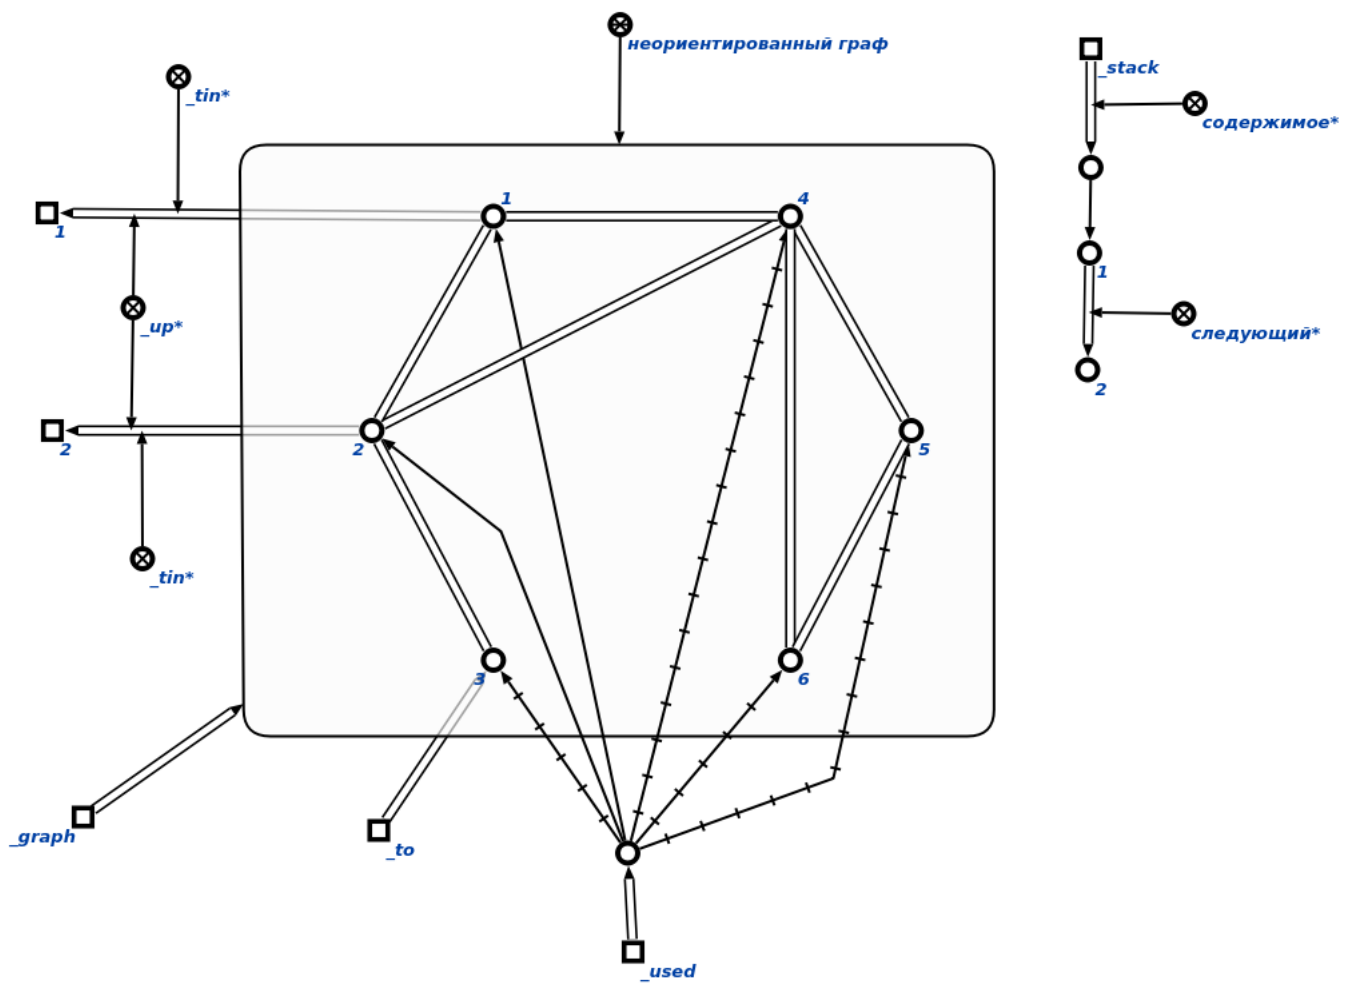 неориентированный граф
_stack
_tin*
содержимое*
1
4
1
1
_up*
следующий*
2
2
2
5
_tin*
3
6
_graph
_to
_used